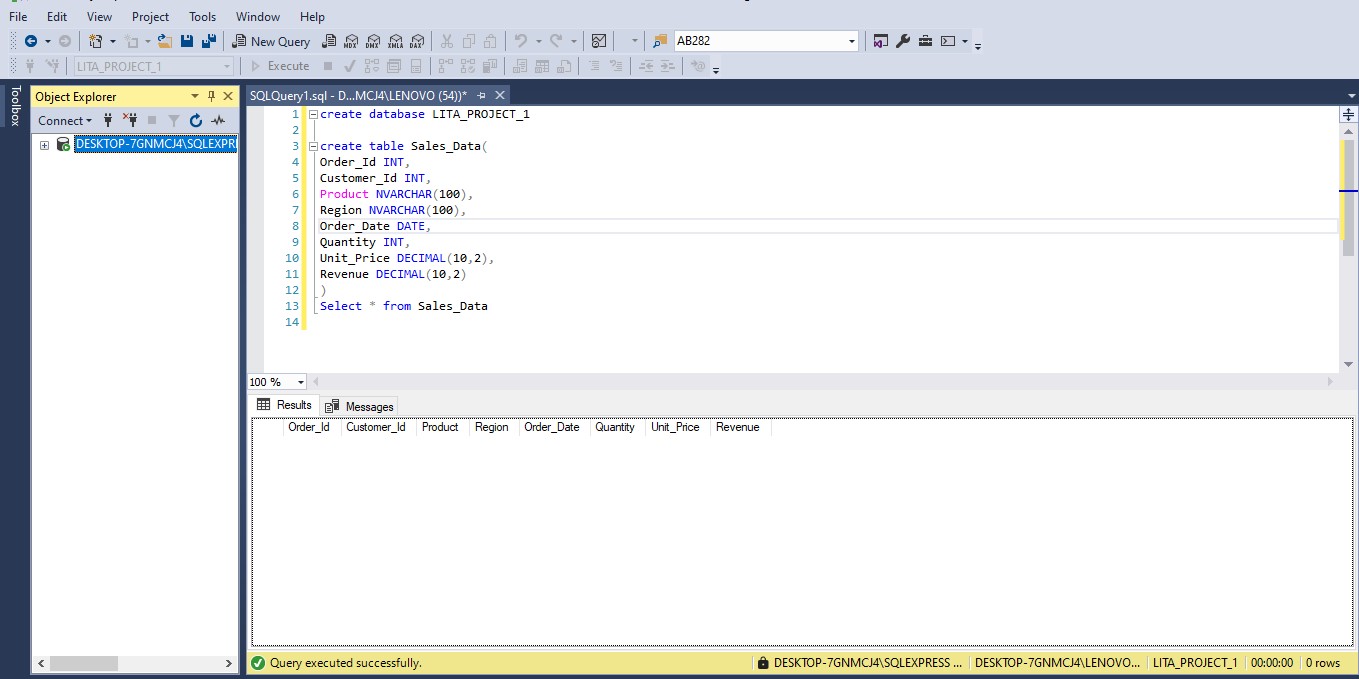 File Edit View Project Tools Window Help
New Query MDX DMX XMLA DAX AB282
LITA_PROJECT_1 Execute
Toolbox
Object Explorer
Connect
DESKTOP-7GNMCJ4\SQLEXPRE
SQLQuery1.sql - D...MCJ4\LENOVO (54))*
1 create database LITA_PROJECT_1
2
3 create table Sales_Data(
4 Order_Id INT,
5 Customer_Id INT,
6 Product NVARCHAR(100),
7 Region NVARCHAR(100),
8 Order_Date DATE,
9 Quantity INT,
10 Unit_Price DECIMAL(10,2),
11 Revenue DECIMAL(10,2)
12 )
13 Select * from Sales_Data
14
100 %
Results Messages
Order_Id Customer_Id Product Region Order_Date Quantity Unit_Price Revenue
Query executed successfully. DESKTOP-7GNMCJ4\SQLEXPRESS ... DESKTOP-7GNMCJ4\LENOVO... LITA_PROJECT_1 00:00:00 0 rows